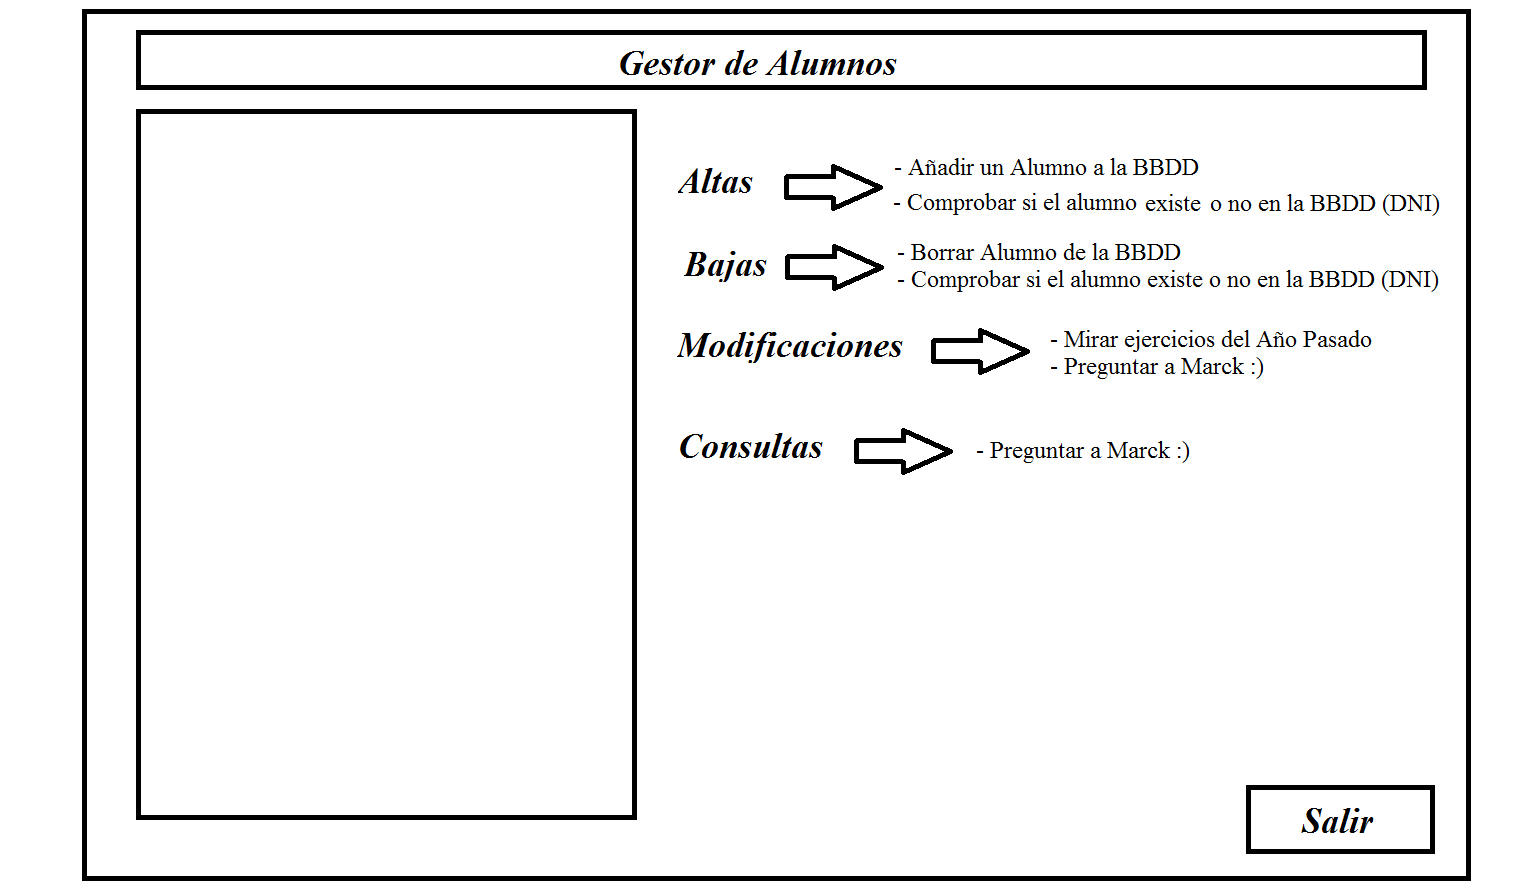 Gestor de Alumnos
Altas
- Añadir un Alumno a la BBDD
- Comprobar si el alumno existe o no en la BBDD (DNI)
Bajas
- Borrar Alumno de la BBDD
- Comprobar si el alumno existe o no en la BBDD (DNI)
Modificaciones
- Mirar ejercicios del Año Pasado
- Preguntar a Marck :)
Consultas
- Preguntar a Marck :)
Salir